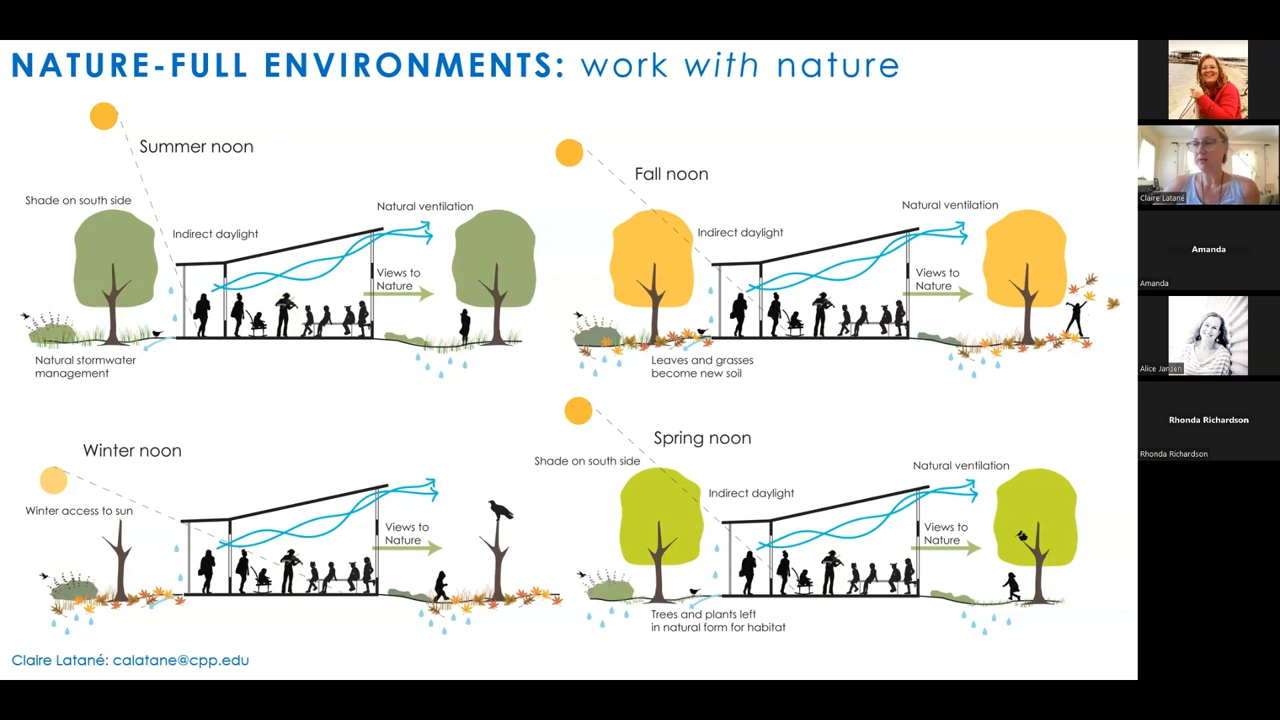 NATURE-FULL ENVIRONMENTS: work with nature
Summer noon
Shade on south side
Indirect daylight
Natural ventilation
Views to
Nature
Natural stormwater
management
Fall noon
Indirect daylight
Natural ventilation
Views to
Nature
Leaves and grasses
become new soil
Winter noon
Winter access to sun
Views to
Nature
Spring noon
Shade on south side
Indirect daylight
Natural ventilation
Views to
Nature
Trees and plants left
in natural form for habitat
Claire Latané: calatane@cpp.edu
Claire Latané
Amanda
Amanda
Alice Jansen
Rhonda Richardson
Rhonda Richardson